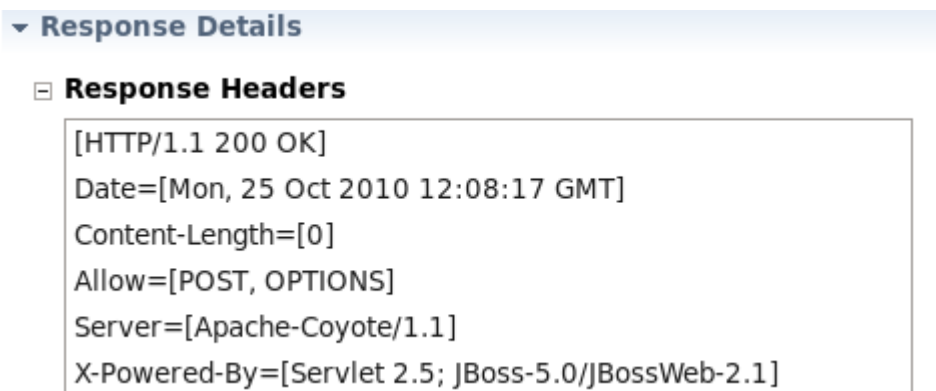 Response Details
Response Headers
[HTTP/1.1 200 OK]
Date=[Mon, 25 Oct 2010 12:08:17 GMT]
Content-Length=[0]
Allow=[POST, OPTIONS]
Server=[Apache-Coyote/1.1]
X-Powered-By=[Servlet 2.5; JBoss-5.0/JBossWeb-2.1]